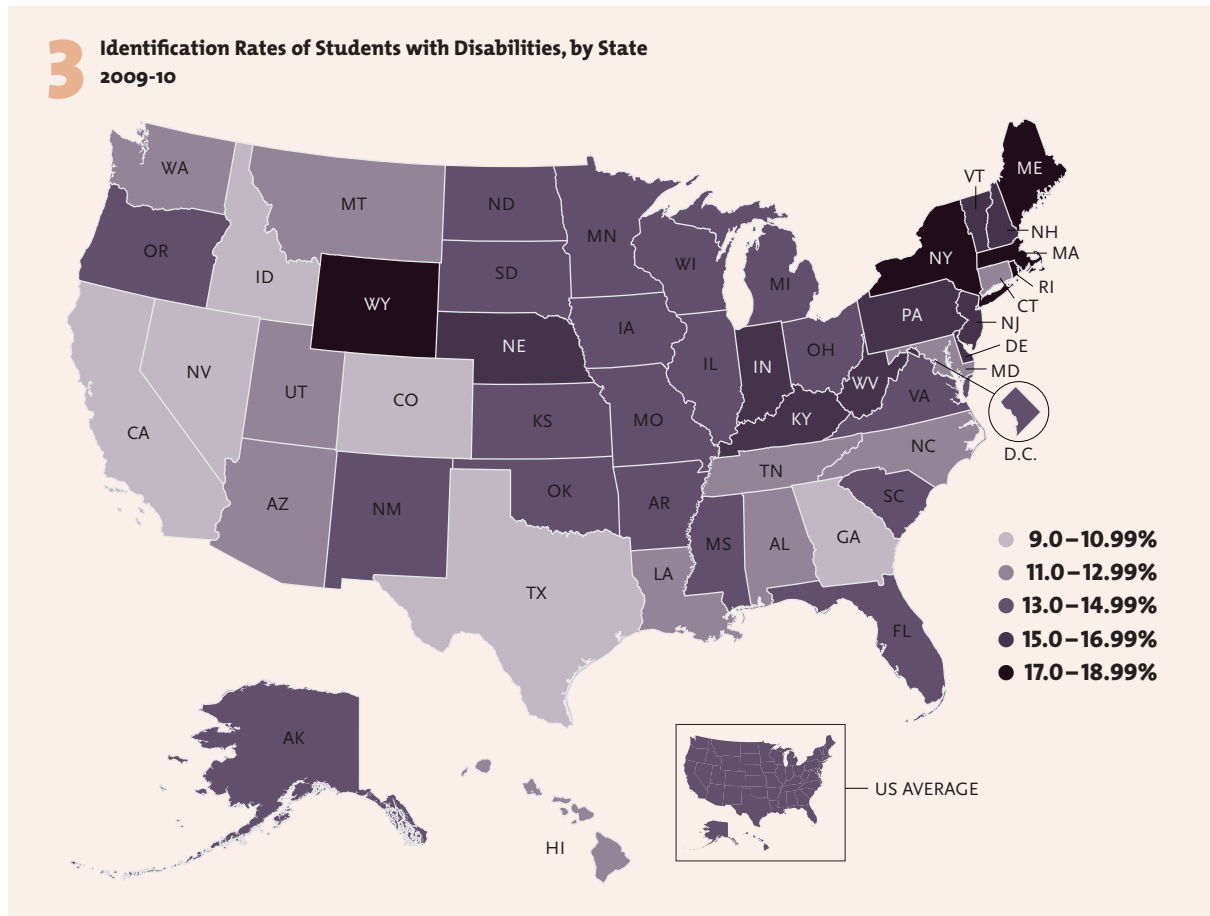 3
Identification Rates of Students with Disabilities, by State
2009-10
WA
MT
ND
MN
VT
ME
OR
ID
SD
WI
MI
NY
NH
MA
RI
CT
WY
IA
PA
NJ
DE
MD
NE
NV
UT
CO
IL
IN
OH
WV
VA
D.C.
CA
KS
MO
KY
NC
TN
AZ
NM
OK
AR
SC
MS
AL
GA
LA
TX
FL
9.0–10.99%
11.0–12.99%
13.0–14.99%
15.0–16.99%
17.0–18.99%
AK
HI
US AVERAGE